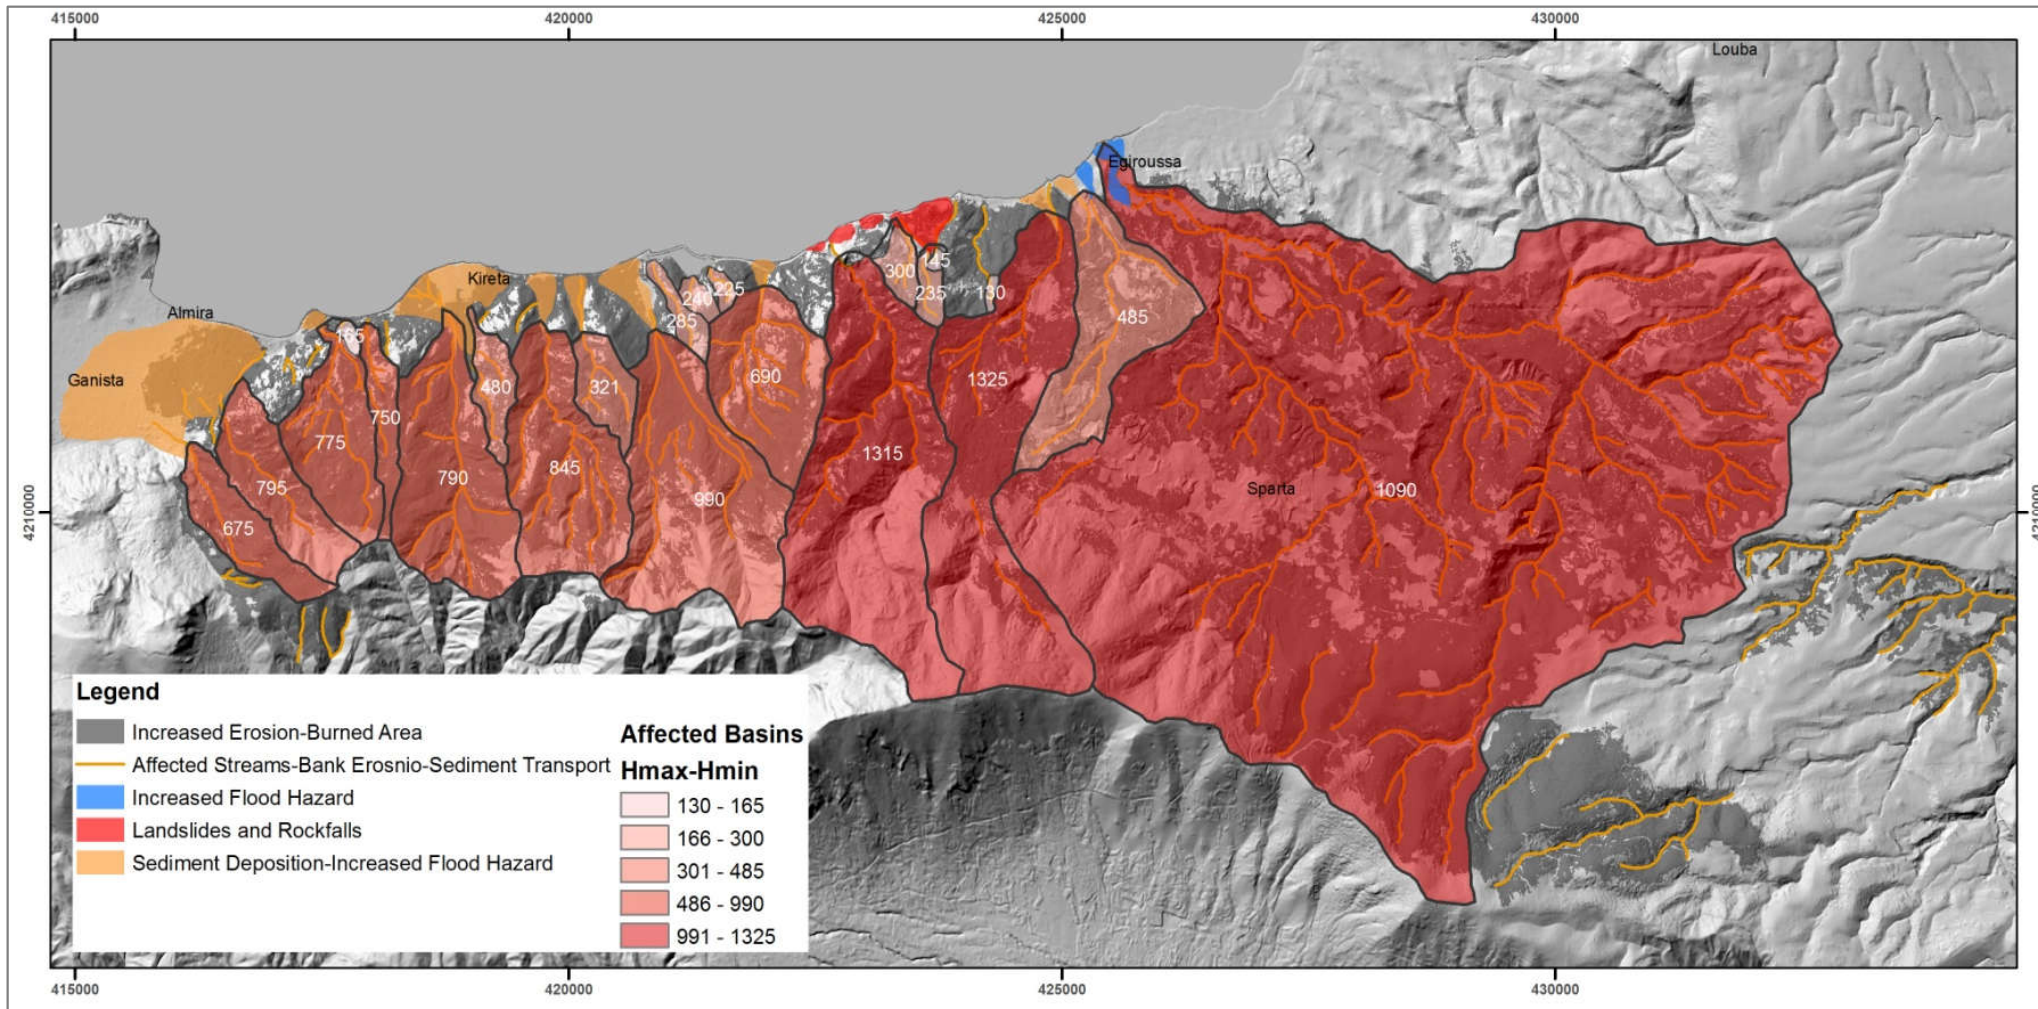 415000 420000 425000 430000
Louba
Egiroussa
300 145
235 130
Kireta
240 225
285
485
Almira
165
Ganista
480 321 690 1325
750
775
790 845 1315
795 990 Sparta 1090
675
4210000
Legend
Increased Erosion-Burned Area
Affected Streams-Bank Erosnio-Sediment Transport
Increased Flood Hazard
Landslides and Rockfalls
Sediment Deposition-Increased Flood Hazard
Affected Basins
Hmax-Hmin
130 - 165
166 - 300
301 - 485
486 - 990
991 - 1325
415000 420000 425000 430000